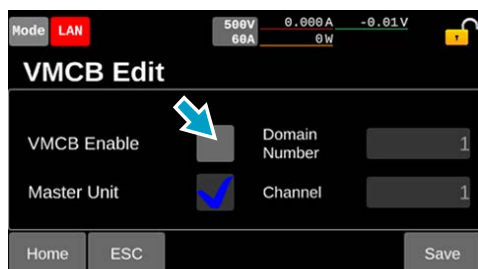 Mode LAN 500V 0.000A -0.01V
60A 0W
VMCB Edit
VMCB Enable Domain Number 1
Master Unit Channel 1
Home ESC Save